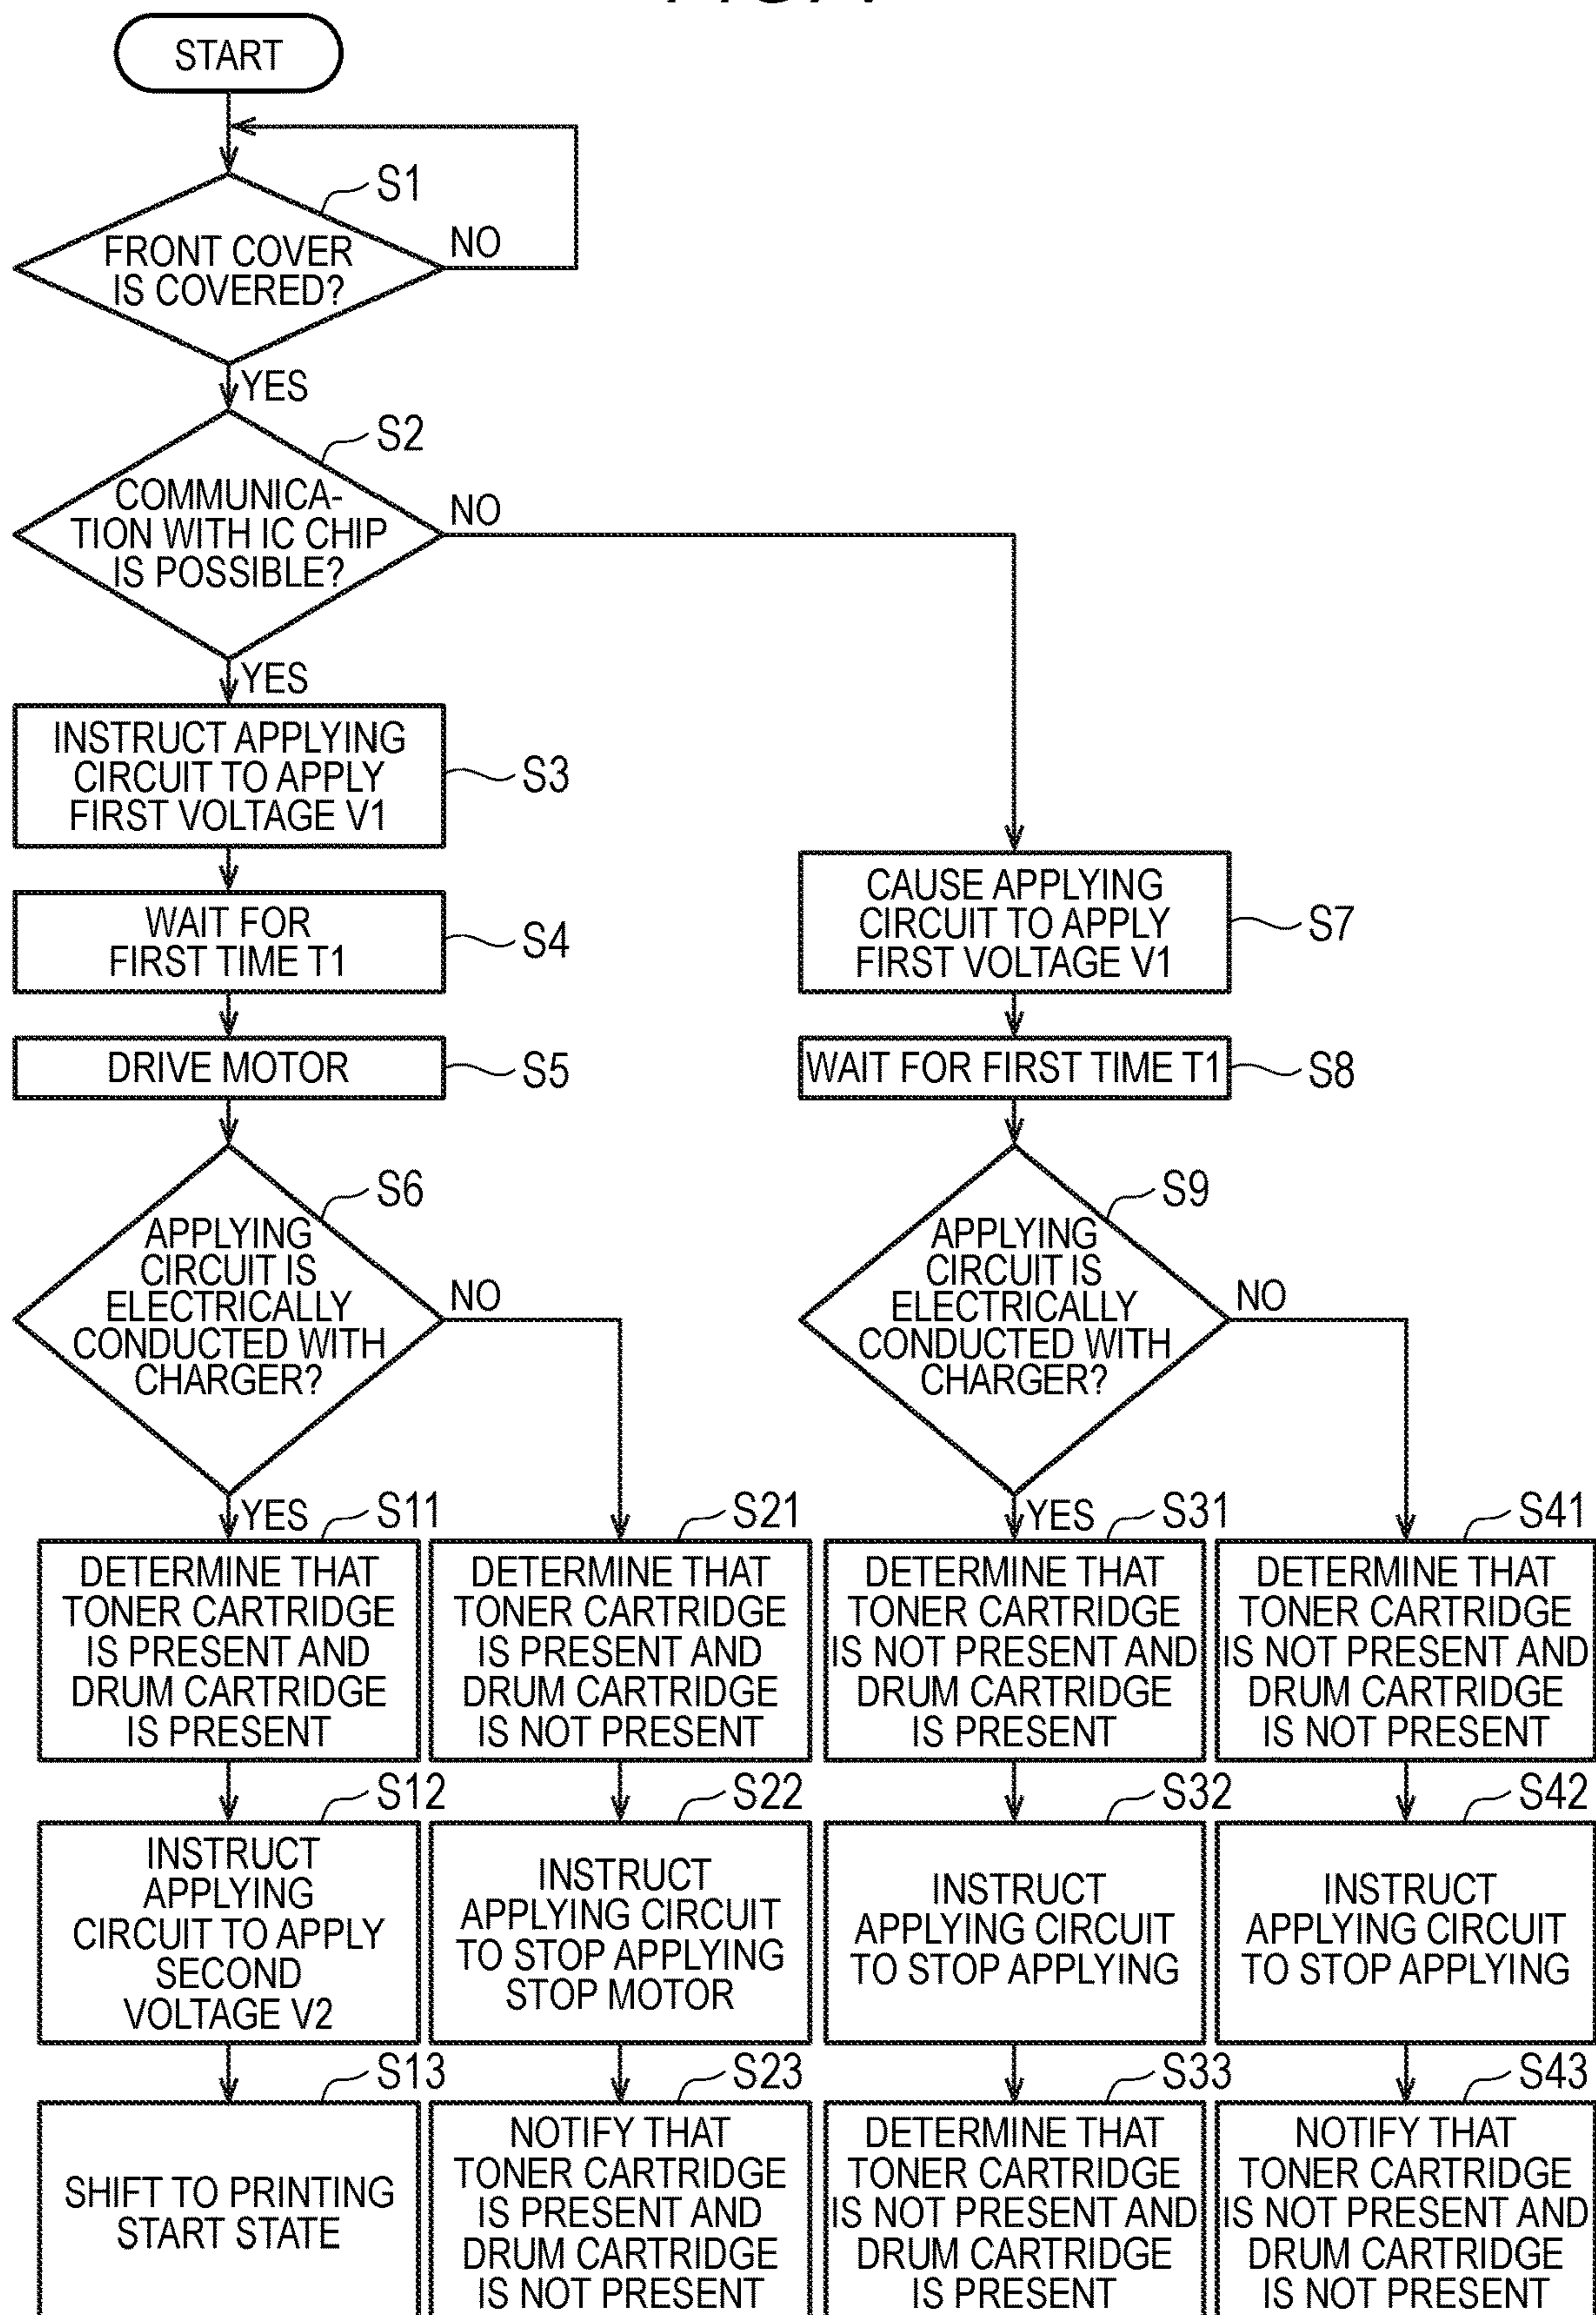 START
S1
FRONT COVER
IS COVERED?
NO
YES
S2
COMMUNICA-
TION WITH IC CHIP
IS POSSIBLE?
NO
YES
INSTRUCT APPLYING
CIRCUIT TO APPLY
FIRST VOLTAGE V1
S3
WAIT FOR
FIRST TIME T1
S4
DRIVE MOTOR
S5
CAUSE APPLYING
CIRCUIT TO APPLY
FIRST VOLTAGE V1
S7
WAIT FOR FIRST TIME T1
S8
S6
APPLYING
CIRCUIT IS
ELECTRICALLY
CONDUCTED WITH
CHARGER?
NO
YES
S9
APPLYING
CIRCUIT IS
ELECTRICALLY
CONDUCTED WITH
CHARGER?
NO
YES
S11
DETERMINE THAT
TONER CARTRIDGE
IS PRESENT AND
DRUM CARTRIDGE
IS PRESENT
S21
DETERMINE THAT
TONER CARTRIDGE
IS PRESENT AND
DRUM CARTRIDGE
IS NOT PRESENT
S31
DETERMINE THAT
TONER CARTRIDGE
IS NOT PRESENT AND
DRUM CARTRIDGE
IS PRESENT
S41
DETERMINE THAT
TONER CARTRIDGE
IS NOT PRESENT AND
DRUM CARTRIDGE
IS NOT PRESENT
S12
INSTRUCT
APPLYING
CIRCUIT TO APPLY
SECOND
VOLTAGE V2
S22
INSTRUCT
APPLYING CIRCUIT
TO STOP APPLYING
STOP MOTOR
S32
INSTRUCT
APPLYING CIRCUIT
TO STOP APPLYING
S42
INSTRUCT
APPLYING CIRCUIT
TO STOP APPLYING
S13
SHIFT TO PRINTING
START STATE
S23
NOTIFY THAT
TONER CARTRIDGE
IS PRESENT AND
DRUM CARTRIDGE
IS NOT PRESENT
S33
DETERMINE THAT
TONER CARTRIDGE
IS NOT PRESENT AND
DRUM CARTRIDGE
IS PRESENT
S43
NOTIFY THAT
TONER CARTRIDGE
IS NOT PRESENT AND
DRUM CARTRIDGE
IS NOT PRESENT